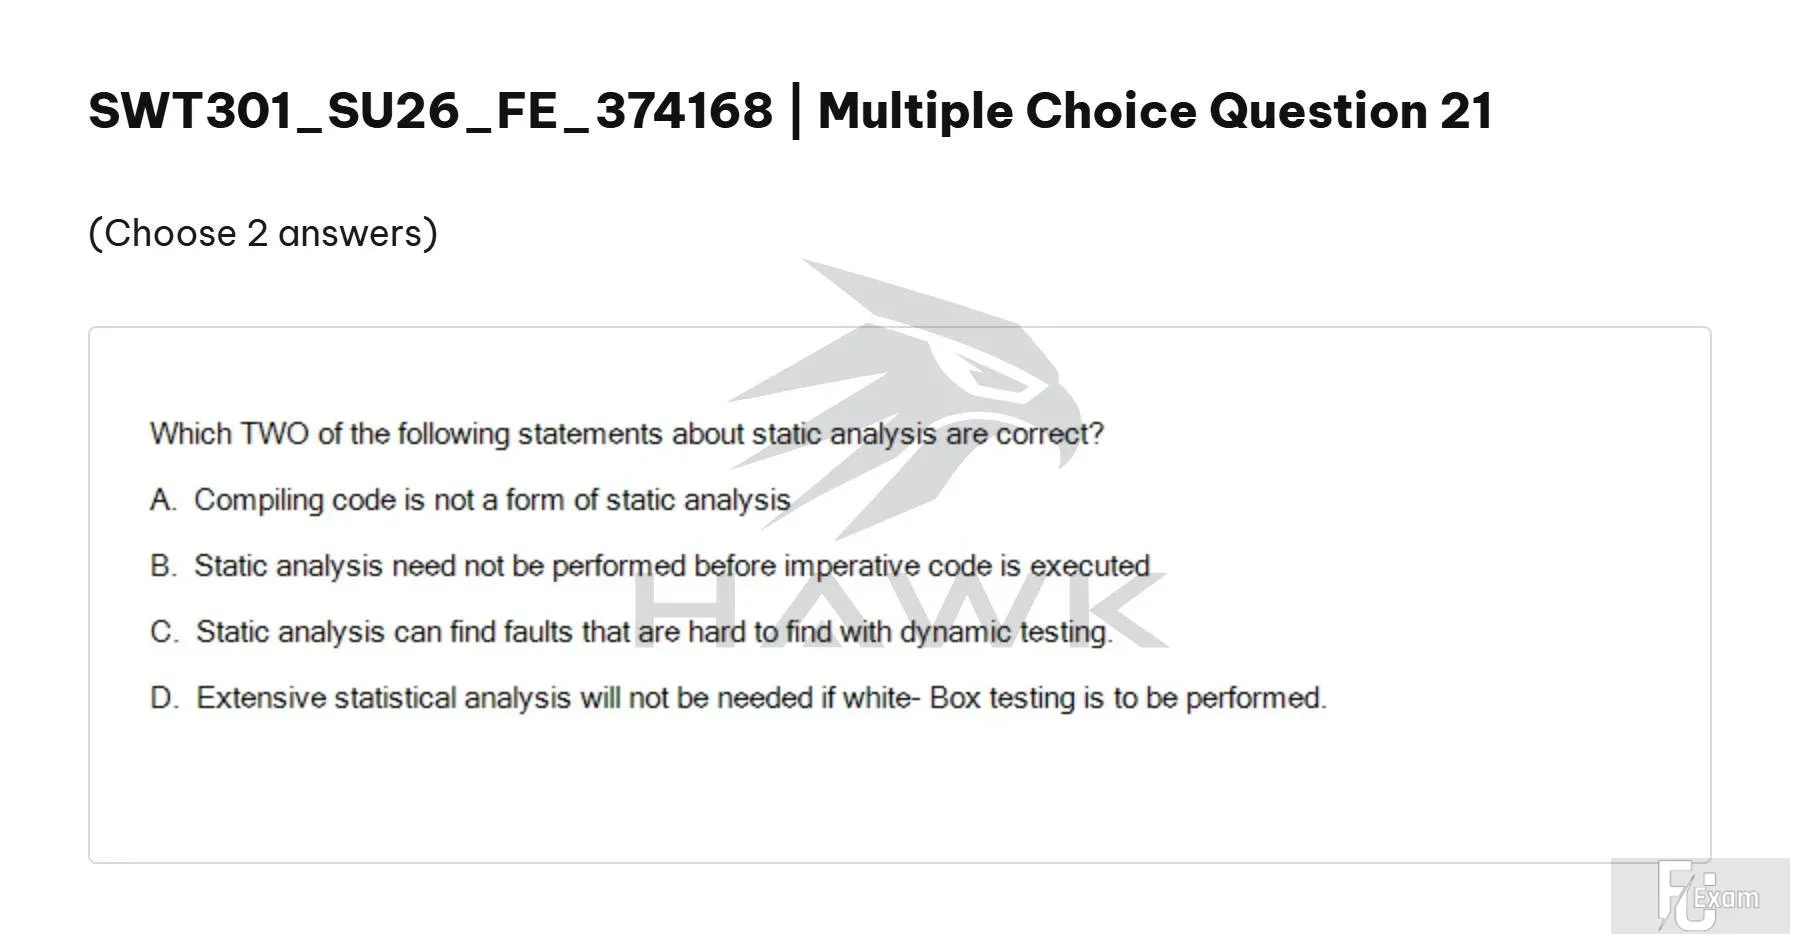 SWT301_SU26_FE_374168 | Multiple Choice Question 21
(Choose 2 answers)
Which TWO of the following statements about static analysis are correct?
A. Compiling code is not a form of static analysis
B. Static analysis need not be performed before imperative code is executed
C. Static analysis can find faults that are hard to find with dynamic testing.
D. Extensive statistical analysis will not be needed if white- Box testing is to be performed.
HAWK
FU Exam